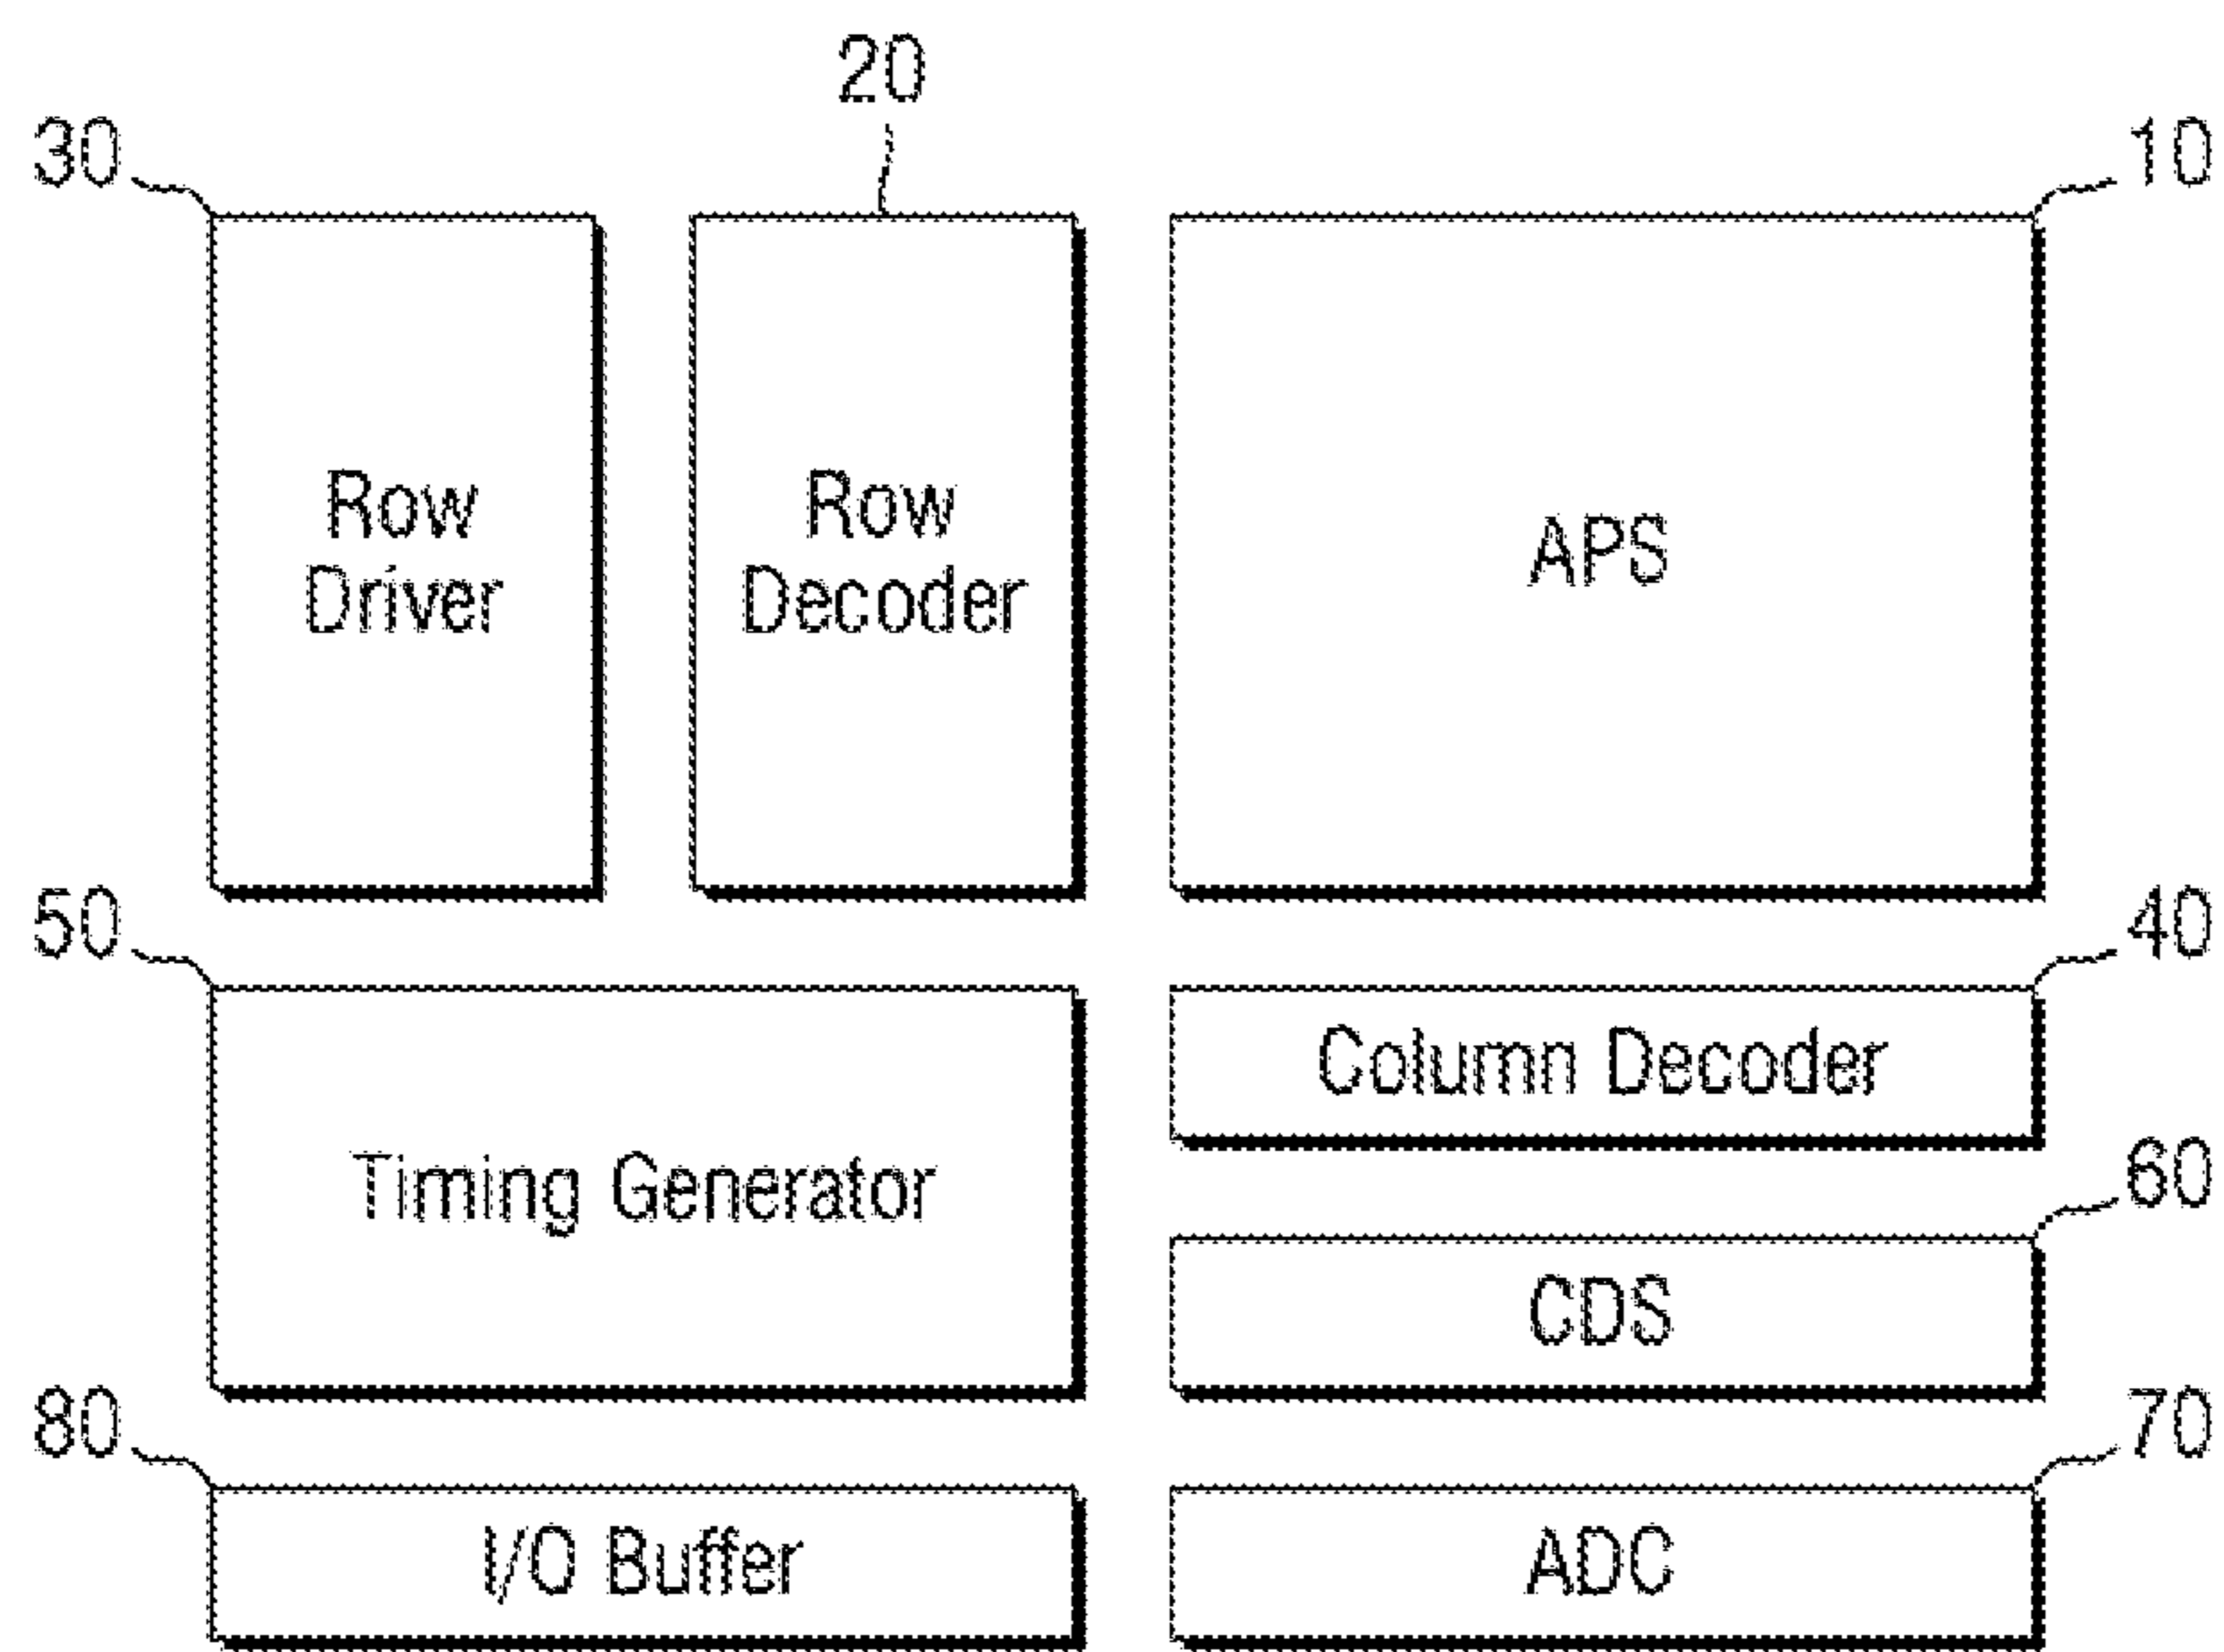 20
30
10
Row
Driver
Row
Decoder
APS
50
40
Column Decoder
Timing Generator
60
CDS
80
70
I/O Buffer
ADC